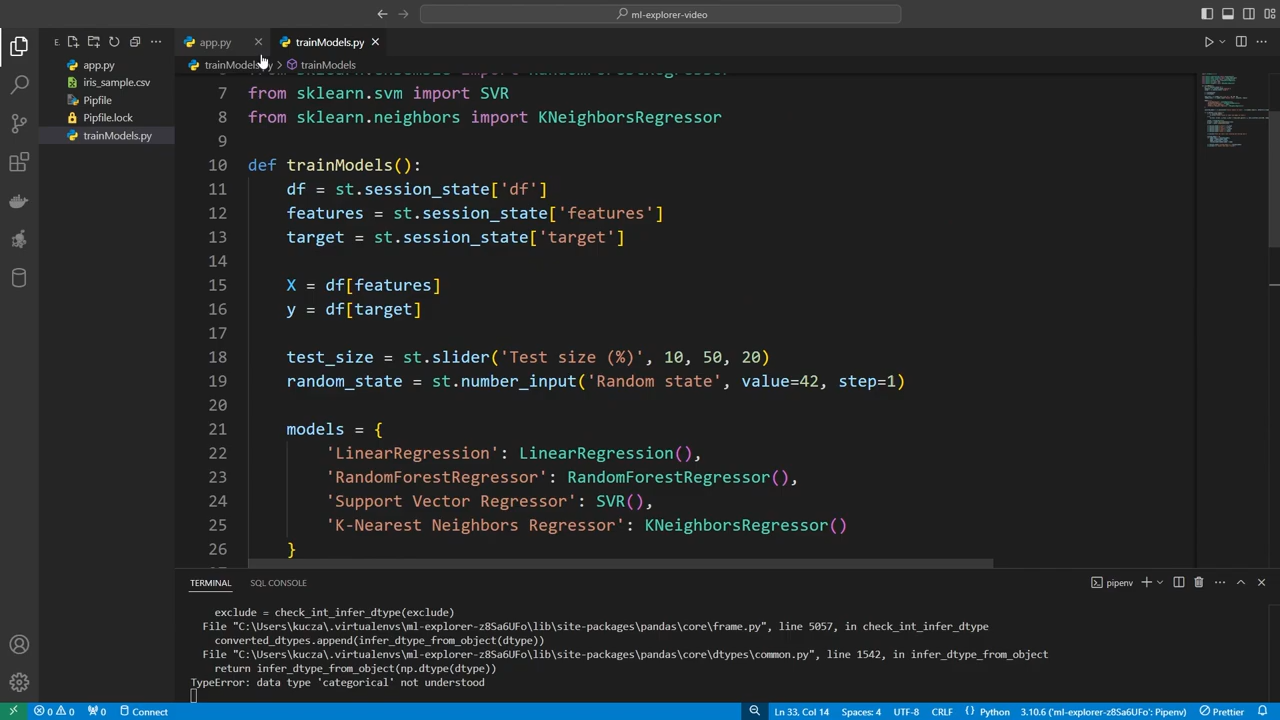 ml-explorer-video
E.
app.py
trainModels.py
app.py
iris_sample.csv
Pipfile
Pipfile.lock
trainModels.py
trainModels.py > trainModels
7 from sklearn.svm import SVR
8 from sklearn.neighbors import KNeighborsRegressor
9
10 def trainModels():
11 df = st.session_state['df']
12 features = st.session_state['features']
13 target = st.session_state['target']
14
15 X = df[features]
16 y = df[target]
17
18 test_size = st.slider('Test size (%)', 10, 50, 20)
19 random_state = st.number_input('Random state', value=42, step=1)
20
21 models = {
22 'LinearRegression': LinearRegression(),
23 'RandomForestRegressor': RandomForestRegressor(),
24 'Support Vector Regressor': SVR(),
25 'K-Nearest Neighbors Regressor': KNeighborsRegressor()
26 }
TERMINAL SQL CONSOLE
pipenv
exclude = check_int_infer_dtype(exclude)
File "C:\Users\kucza\.virtualenvs\ml-explorer-z8Sa6UFo\lib\site-packages\pandas\core\frame.py", line 5057, in check_int_infer_dtype
converted_dtypes.append(infer_dtype_from_object(dtype))
File "C:\Users\kucza\.virtualenvs\ml-explorer-z8Sa6UFo\lib\site-packages\pandas\core\dtypes\common.py", line 1542, in infer_dtype_from_object
return infer_dtype_from_object(np.dtype(dtype))
TypeError: data type 'categorical' not understood
0 0 0 Connect Ln 33, Col 14 Spaces: 4 UTF-8 CRLF Python 3.10.6 ('ml-explorer-z8Sa6UFo': Pipenv) Prettier